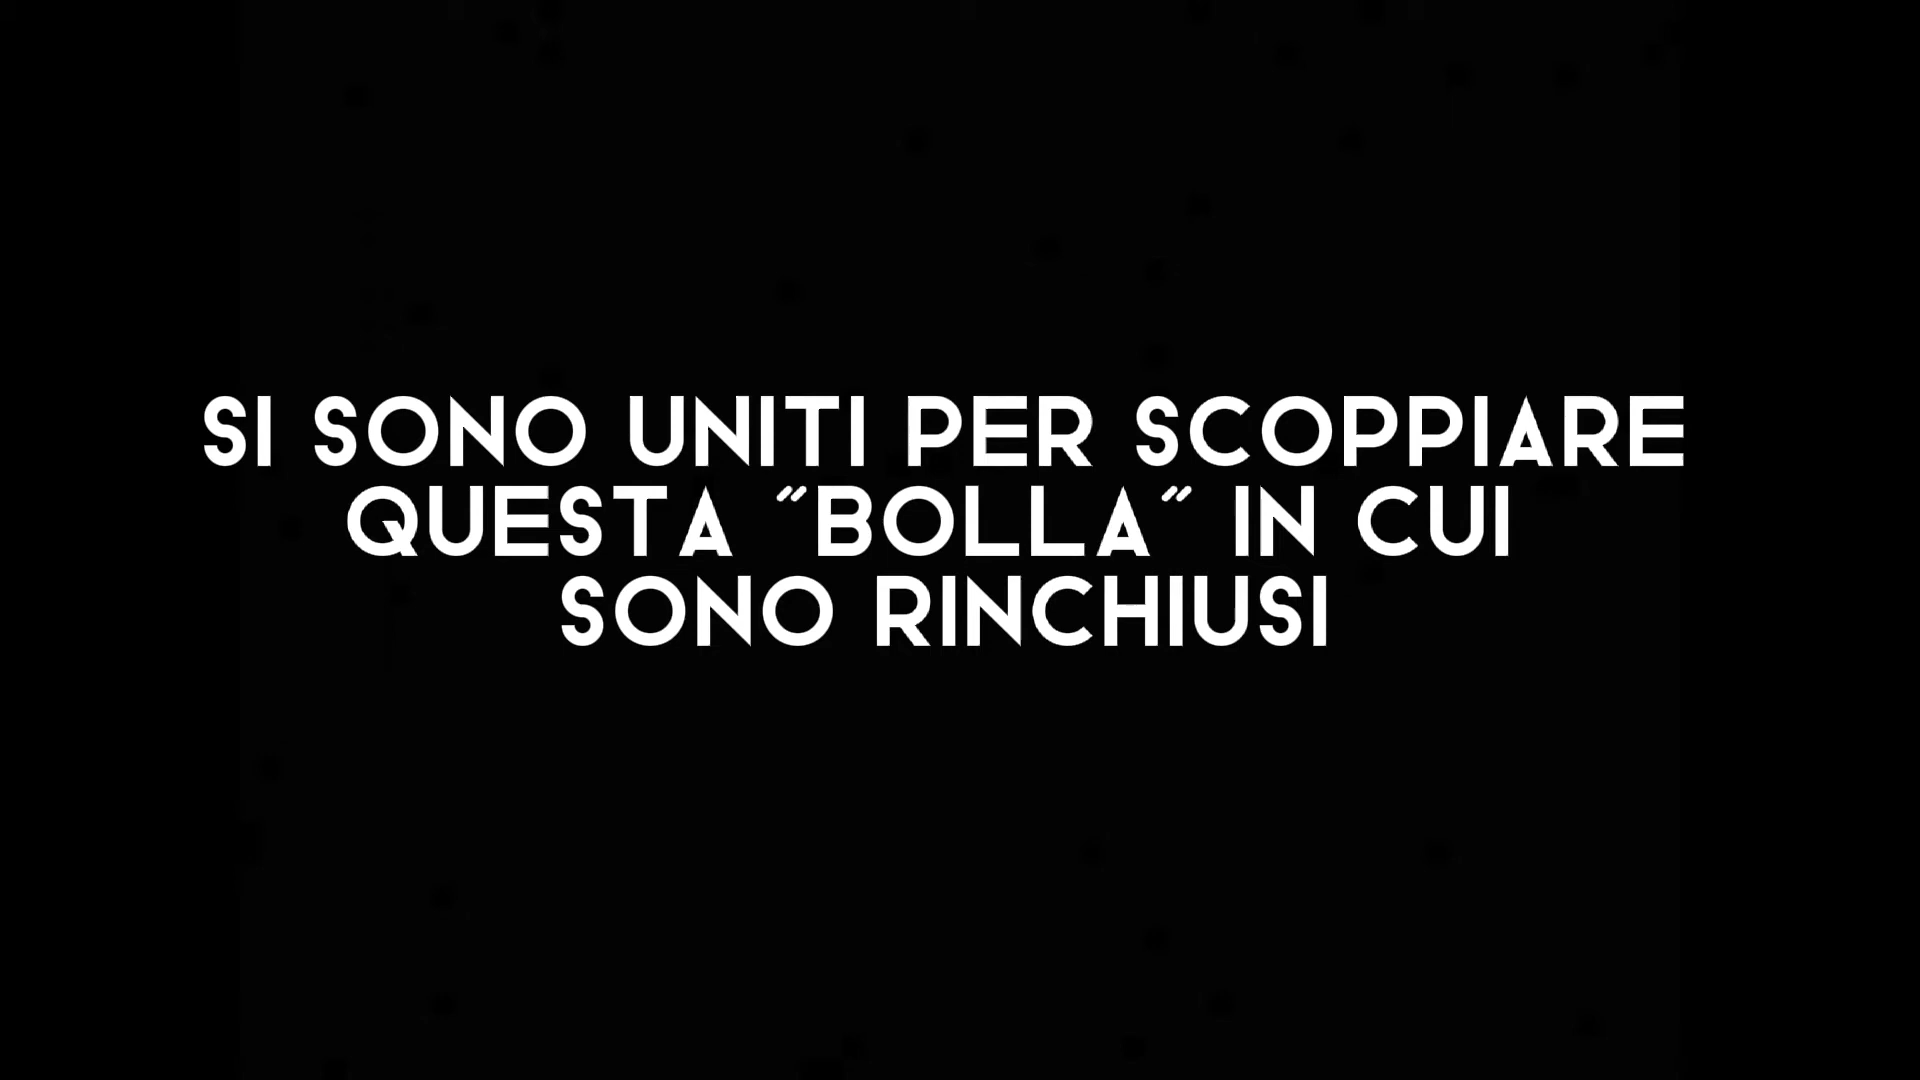 SI SONO UNITI PER SCOPPIARE
QUESTA "BOLLA" IN CUI
SONO RINCHIUSI